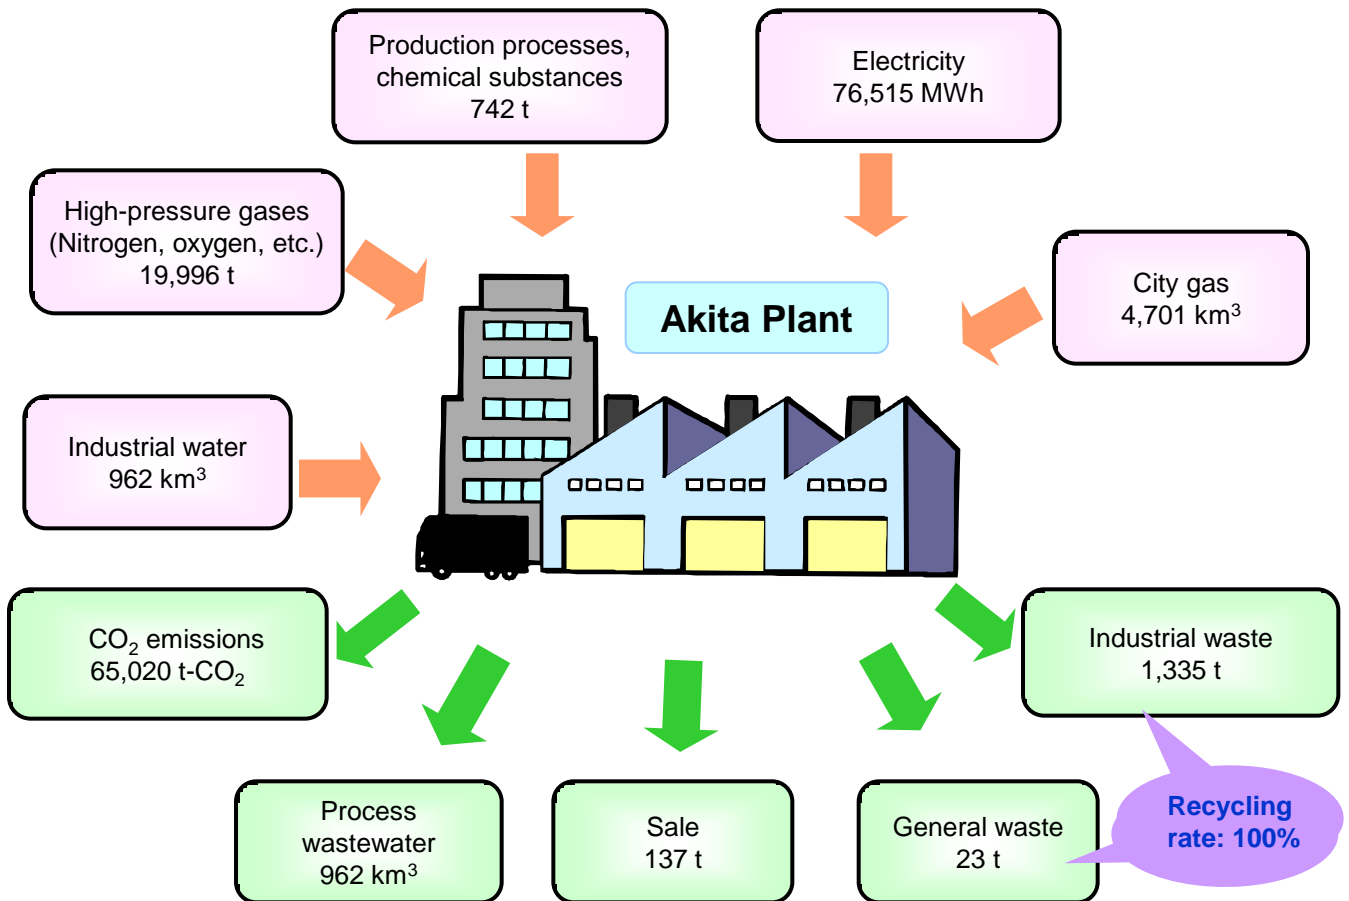 Production processes,
chemical substances
742 t
Electricity
76,515 MWh
High-pressure gases
(Nitrogen, oxygen, etc.)
19,996 t
Akita Plant
City gas
4,701 km³
Industrial water
962 km³
CO₂ emissions
65,020 t-CO₂
Industrial waste
1,335 t
Process
wastewater
962 km³
Sale
137 t
General waste
23 t
Recycling
rate: 100%